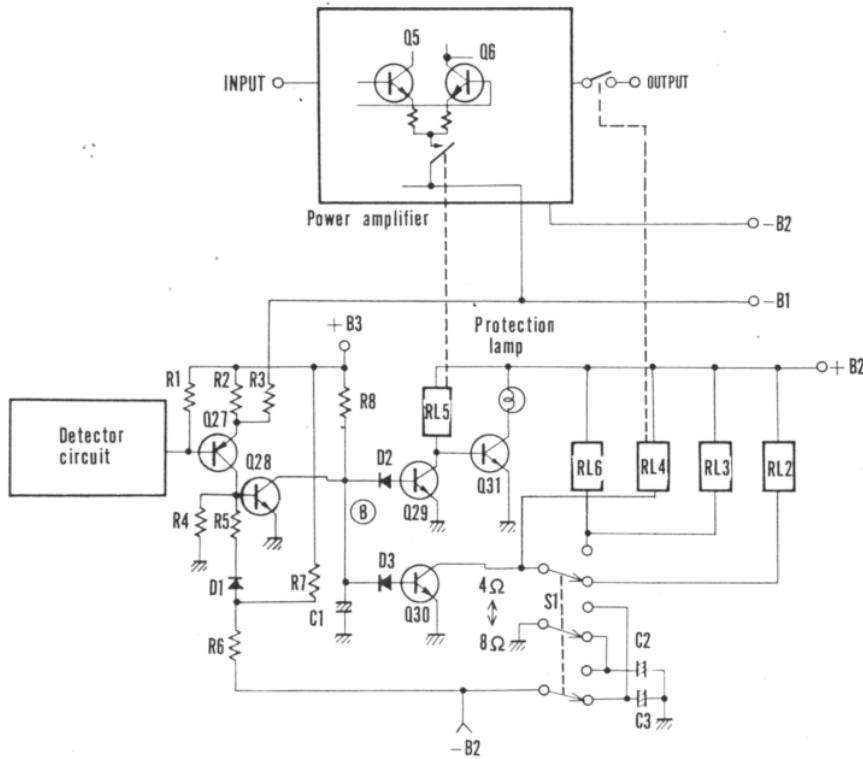 Q5
Q6
INPUT
OUTPUT
Power amplifier
-B2
-B1
+B3
Protection
lamp
+B2
R1
R2
R3
R8
RL5
Q27
Detector
circuit
Q28
D2
Q31
RL6
RL4
RL3
RL2
Q29
B
R4
R5
D3
D1
R7
C1
Q30
4Ω
8Ω
S1
R6
C2
C3
-B2